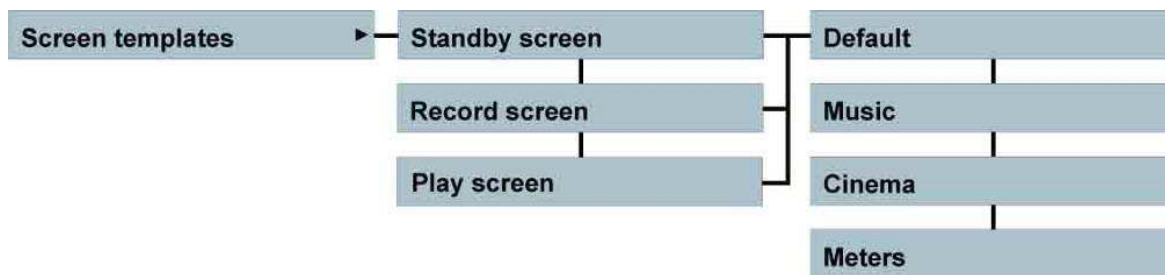 Screen templates
Standby screen
Default
Record screen
Music
Play screen
Cinema
Meters